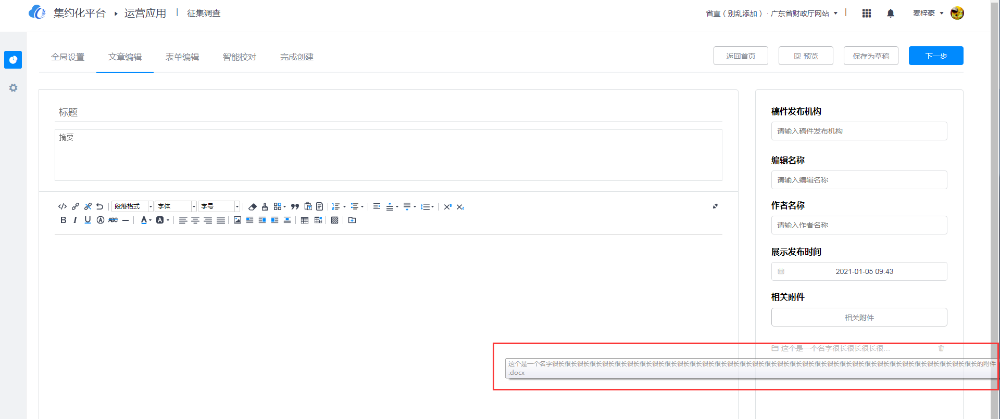 集约化平台 运营应用 征集调查
省直（别乱添加）· 广东省财政厅网站
麦梓豪
全局设置 文章编辑 表单编辑 智能校对 完成创建
返回首页 预览 保存为草稿 下一步
标题
摘要
段落格式 字体 字号
稿件发布机构
请输入稿件发布机构
编辑名称
请输入编辑名称
作者名称
请输入作者名称
展示发布时间
2021-01-05 09:43
相关附件
相关附件
这个是一个名字很长很长很长很...
这个是一个名字很长很长很长很长很长很长很长很长很长很长很长很长很长很长很长很长很长很长很长很长很长很长很长很长很长很长很长很长很长很长很长很长很长很长的附件
.docx